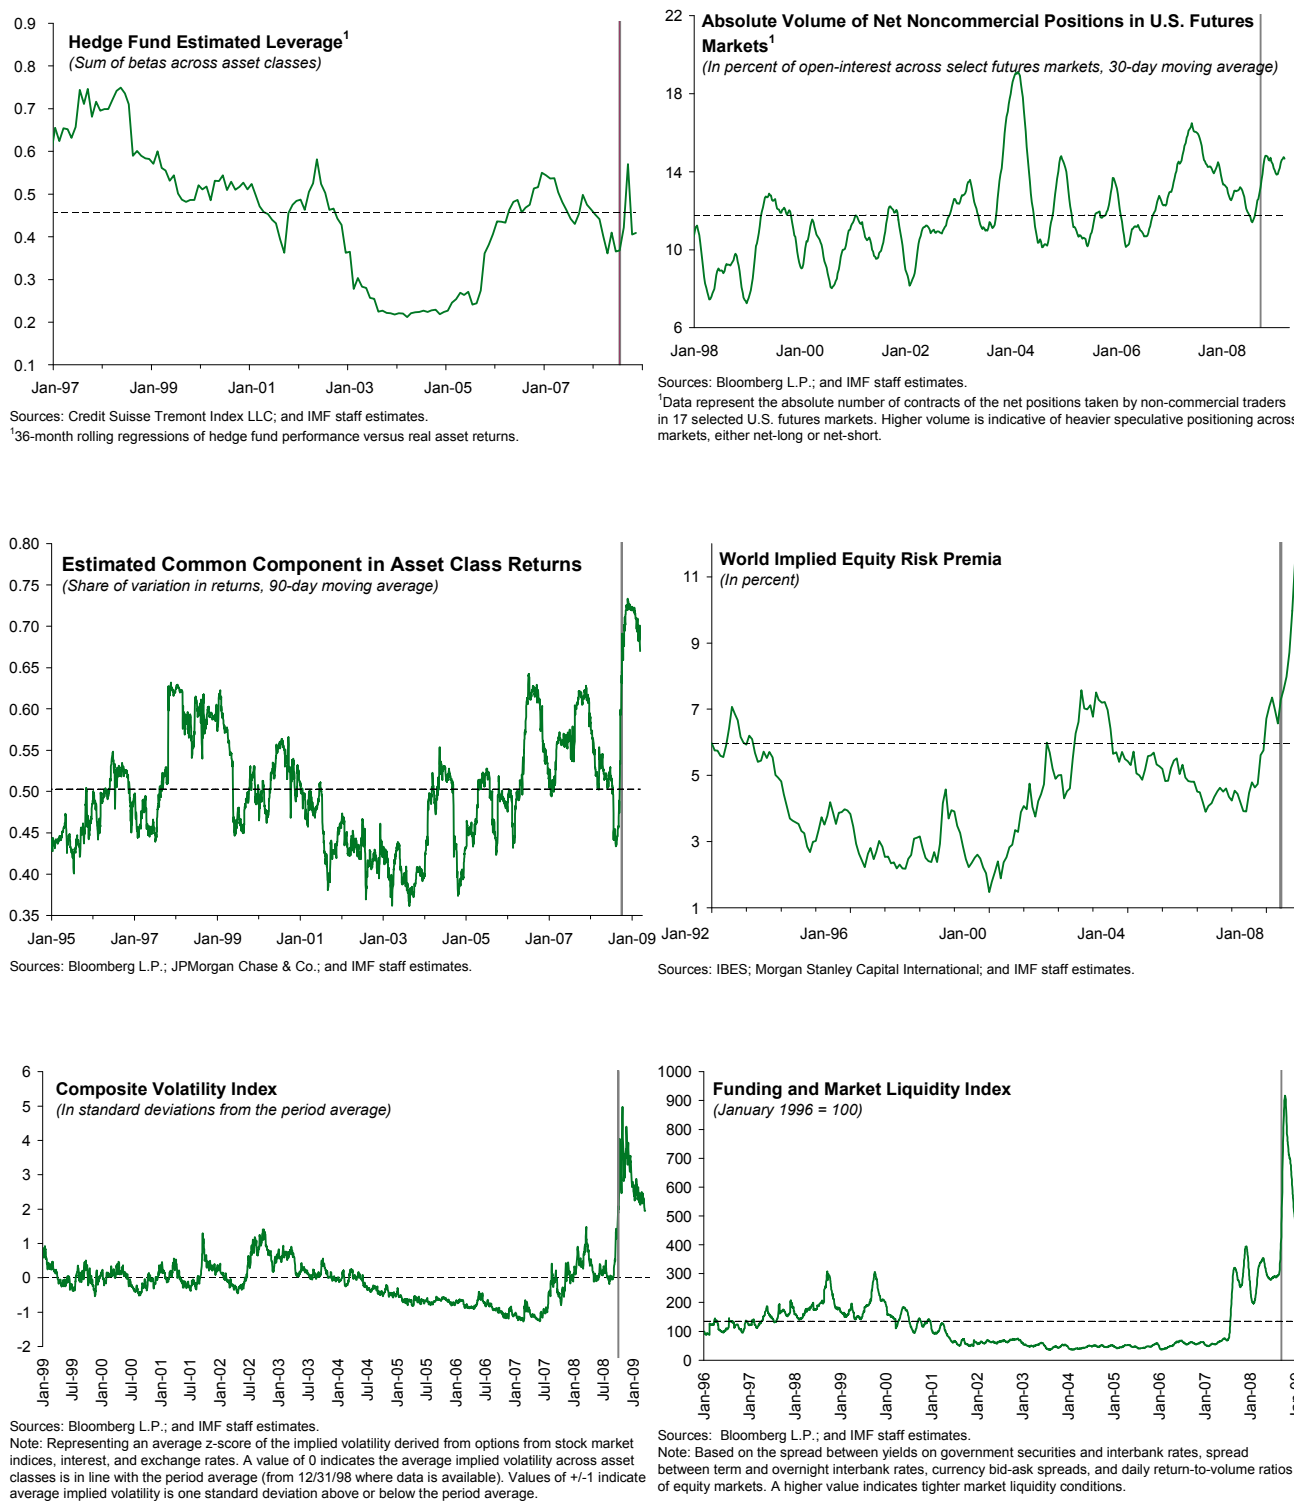 Hedge Fund Estimated Leverage1
(Sum of betas across asset classes)
0.9
0.8
0.7
0.6
0.5
0.4
0.3
0.2
0.1
Jan-97 Jan-99 Jan-01 Jan-03 Jan-05 Jan-07
Sources: Credit Suisse Tremont Index LLC; and IMF staff estimates.
136-month rolling regressions of hedge fund performance versus real asset returns.
Absolute Volume of Net Noncommercial Positions in U.S. Futures
Markets1
(In percent of open-interest across select futures markets, 30-day moving average)
22
18
14
10
6
Jan-98 Jan-00 Jan-02 Jan-04 Jan-06 Jan-08
Sources: Bloomberg L.P.; and IMF staff estimates.
1Data represent the absolute number of contracts of the net positions taken by non-commercial traders
in 17 selected U.S. futures markets. Higher volume is indicative of heavier speculative positioning across
markets, either net-long or net-short.
Estimated Common Component in Asset Class Returns
(Share of variation in returns, 90-day moving average)
0.80
0.75
0.70
0.65
0.60
0.55
0.50
0.45
0.40
0.35
Jan-95 Jan-97 Jan-99 Jan-01 Jan-03 Jan-05 Jan-07 Jan-09
Sources: Bloomberg L.P.; JPMorgan Chase & Co.; and IMF staff estimates.
World Implied Equity Risk Premia
(In percent)
11
9
7
5
3
1
Jan-92 Jan-96 Jan-00 Jan-04 Jan-08
Sources: IBES; Morgan Stanley Capital International; and IMF staff estimates.
Composite Volatility Index
(In standard deviations from the period average)
6
5
4
3
2
1
0
-1
-2
Jan-99 Jul-99 Jan-00 Jul-00 Jan-01 Jul-01 Jan-02 Jul-02 Jan-03 Jul-03 Jan-04 Jul-04 Jan-05 Jul-05 Jan-06 Jul-06 Jan-07 Jul-07 Jan-08 Jul-08 Jan-09
Sources: Bloomberg L.P.; and IMF staff estimates.
Note: Representing an average z-score of the implied volatility derived from options from stock market
indices, interest, and exchange rates. A value of 0 indicates the average implied volatility across asset
classes is in line with the period average (from 12/31/98 where data is available). Values of +/-1 indicate
average implied volatility is one standard deviation above or below the period average.
Funding and Market Liquidity Index
(January 1996 = 100)
1000
900
800
700
600
500
400
300
200
100
0
Jan-96 Jan-97 Jan-98 Jan-99 Jan-00 Jan-01 Jan-02 Jan-03 Jan-04 Jan-05 Jan-06 Jan-07 Jan-08
Sources: Bloomberg L.P.; and IMF staff estimates.
Note: Based on the spread between yields on government securities and interbank rates, spread
between term and overnight interbank rates, currency bid-ask spreads, and daily return-to-volume ratios
of equity markets. A higher value indicates tighter market liquidity conditions.